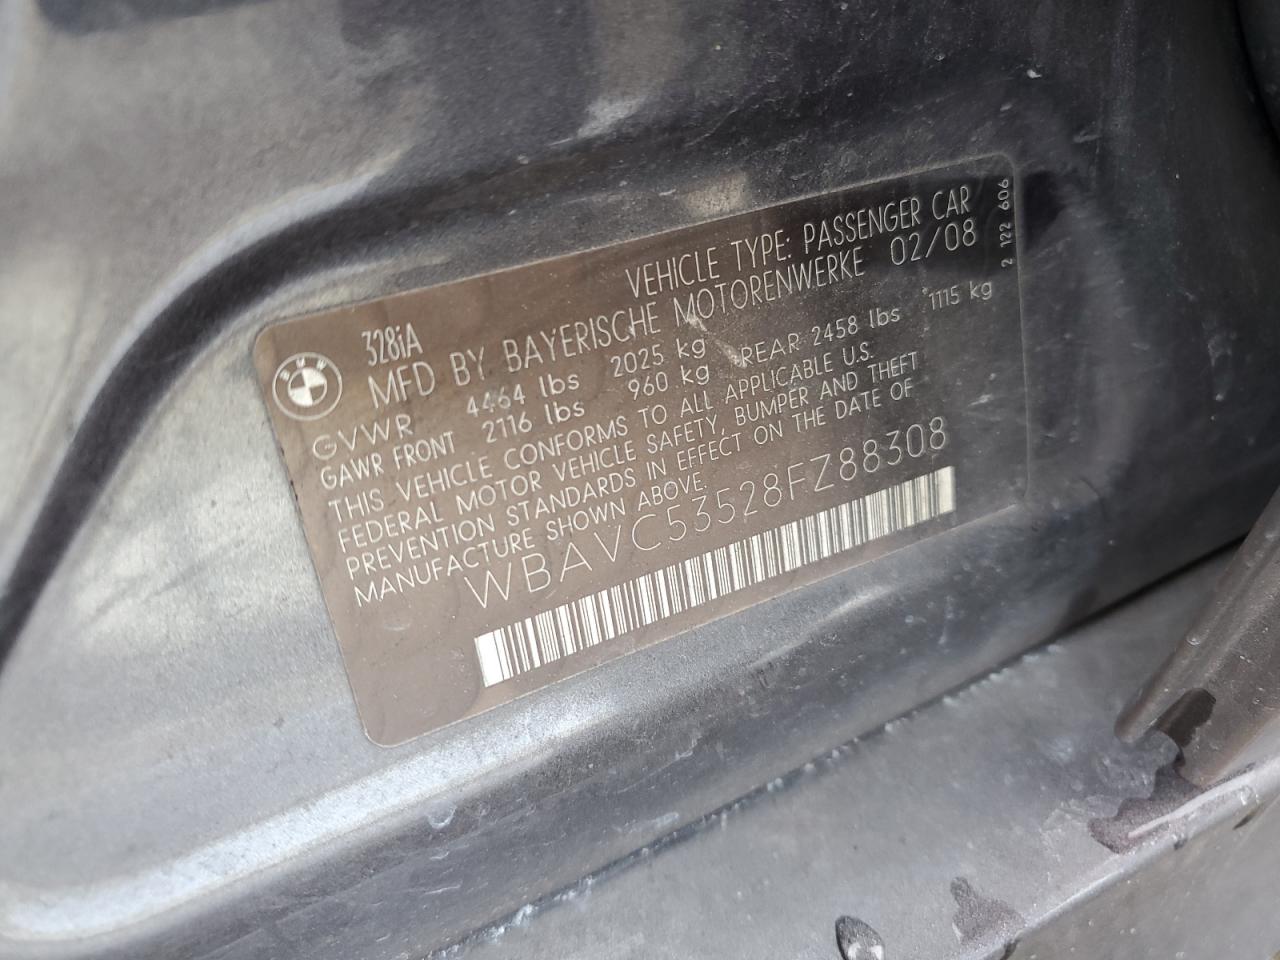 BMW
328iA
VEHICLE TYPE: PASSENGER CAR
MFD BY BAYERISCHE MOTORENWERKE 02/08
GVWR 4464 lbs 2025 kg
GAWR FRONT 2116 lbs 960 kg REAR 2458 lbs 1115 kg
THIS VEHICLE CONFORMS TO ALL APPLICABLE U.S.
FEDERAL MOTOR VEHICLE SAFETY, BUMPER AND THEFT
PREVENTION STANDARDS IN EFFECT ON THE DATE OF
MANUFACTURE SHOWN ABOVE.
WBAVC53528FZ88308
2 122 606